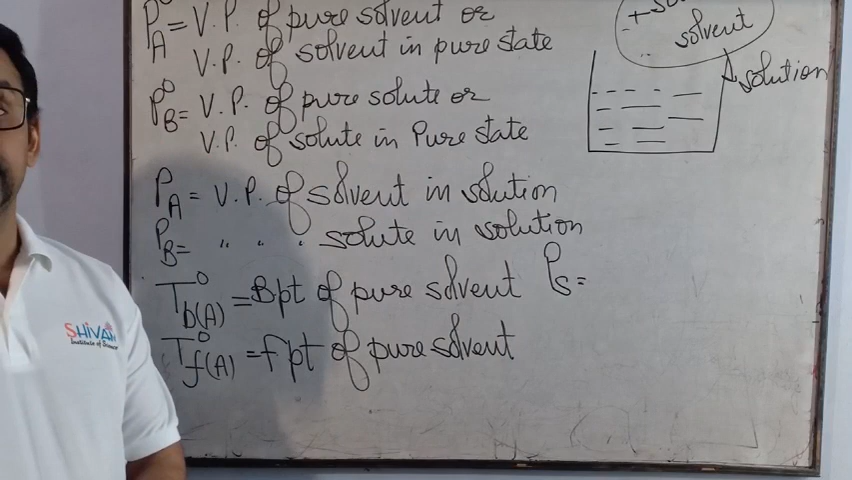 P°A = V.P. of pure solvent or
V.P. of solvent in pure state
P°B = V.P. of pure solute or
V.P. of solute in Pure state
PA = V.P. of solvent in solution
PB = " " " solute in solution
T°b(A) = Bpt of pure solvent
Ps =
T°f(A) = f pt of pure solvent
+
solvent
solution
SHIVAM
Institute of Science